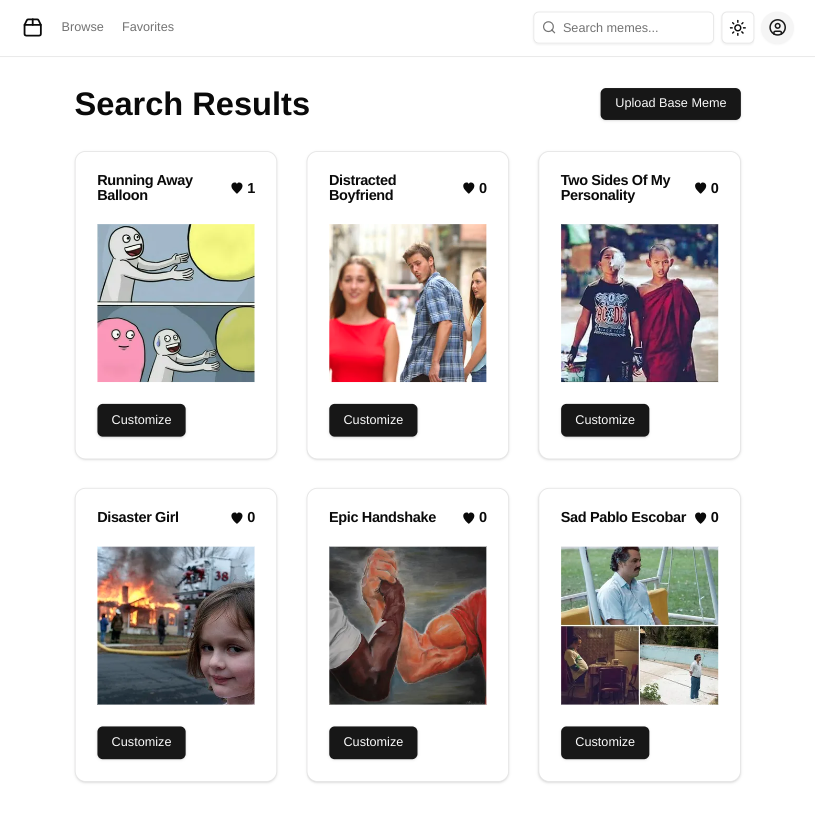 Browse
Favorites
Search memes...
Search Results
Upload Base Meme
Running Away
Balloon
1
Distracted
Boyfriend
0
Two Sides Of My
Personality
0
AC/DC
Customize
Customize
Customize
Disaster Girl
0
Epic Handshake
0
Sad Pablo Escobar
0
38
Customize
Customize
Customize